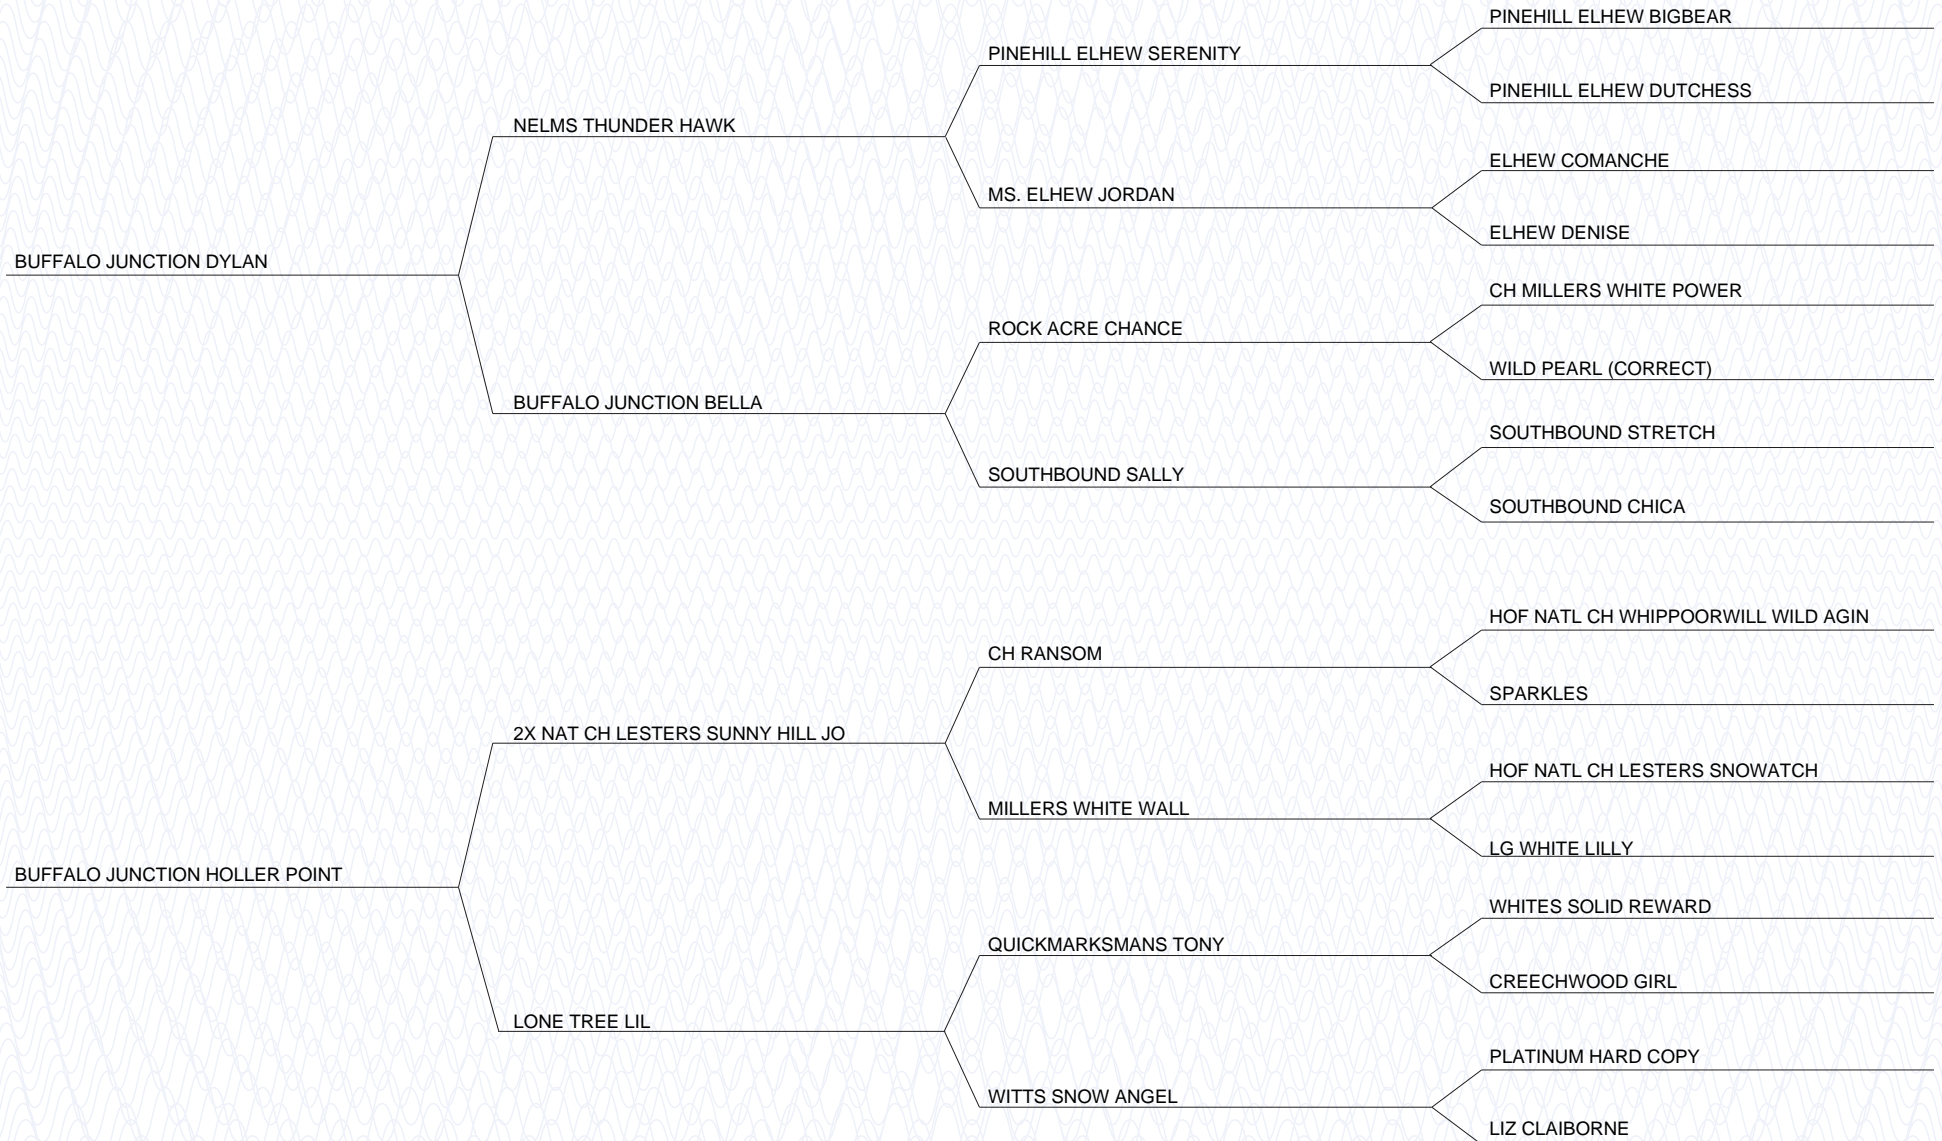 PINEHILL ELHEW BIGBEAR
PINEHILL ELHEW SERENITY
PINEHILL ELHEW DUTCHESS
NELMS THUNDER HAWK
ELHEW COMANCHE
MS. ELHEW JORDAN
ELHEW DENISE
BUFFALO JUNCTION DYLAN
CH MILLERS WHITE POWER
ROCK ACRE CHANCE
WILD PEARL (CORRECT)
BUFFALO JUNCTION BELLA
SOUTHBOUND STRETCH
SOUTHBOUND SALLY
SOUTHBOUND CHICA
HOF NATL CH WHIPPOORWILL WILD AGIN
CH RANSOM
SPARKLES
2X NAT CH LESTERS SUNNY HILL JO
HOF NATL CH LESTERS SNOWATCH
MILLERS WHITE WALL
LG WHITE LILLY
BUFFALO JUNCTION HOLLER POINT
WHITES SOLID REWARD
QUICKMARKSMANS TONY
CREECHWOOD GIRL
LONE TREE LIL
PLATINUM HARD COPY
WITTS SNOW ANGEL
LIZ CLAIBORNE